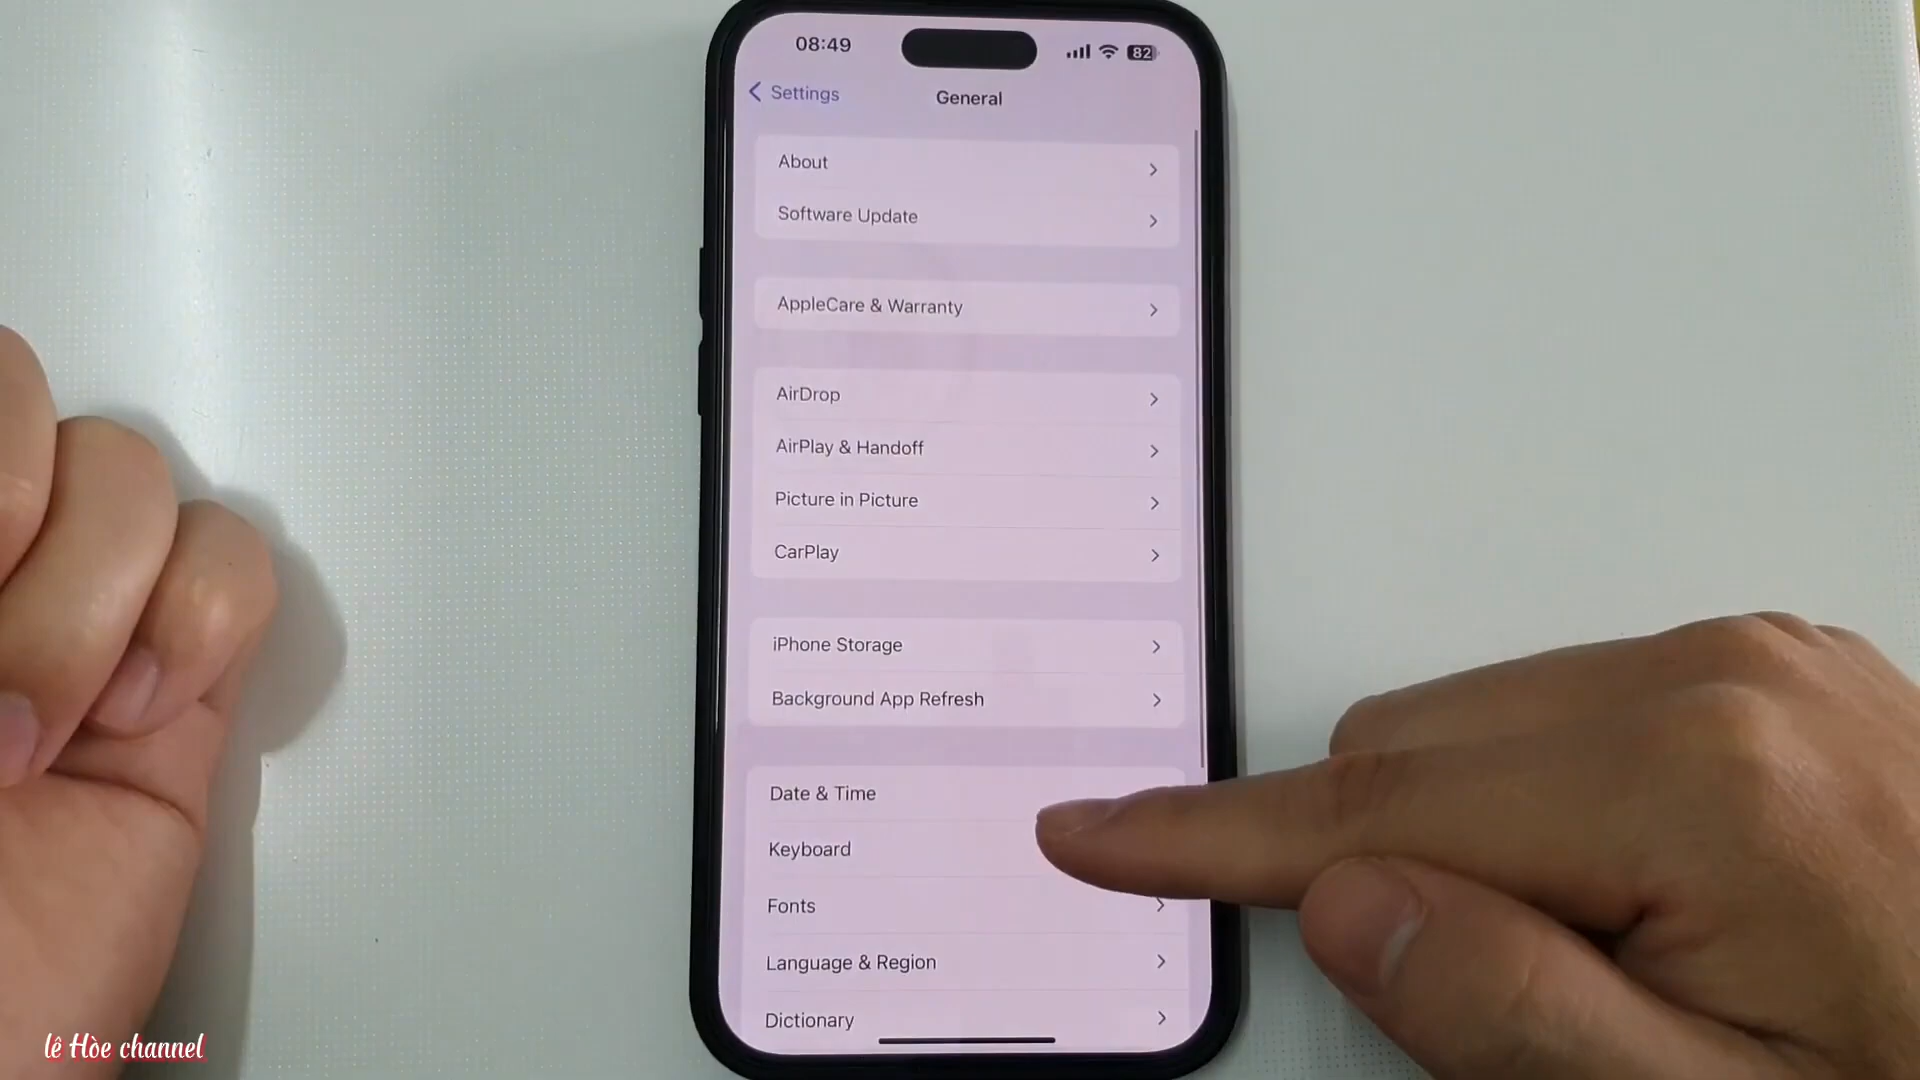 08:49
82
Settings
General
About
Software Update
AppleCare & Warranty
AirDrop
AirPlay & Handoff
Picture in Picture
CarPlay
iPhone Storage
Background App Refresh
Date & Time
Keyboard
Fonts
Language & Region
Dictionary
lê Hòe channel